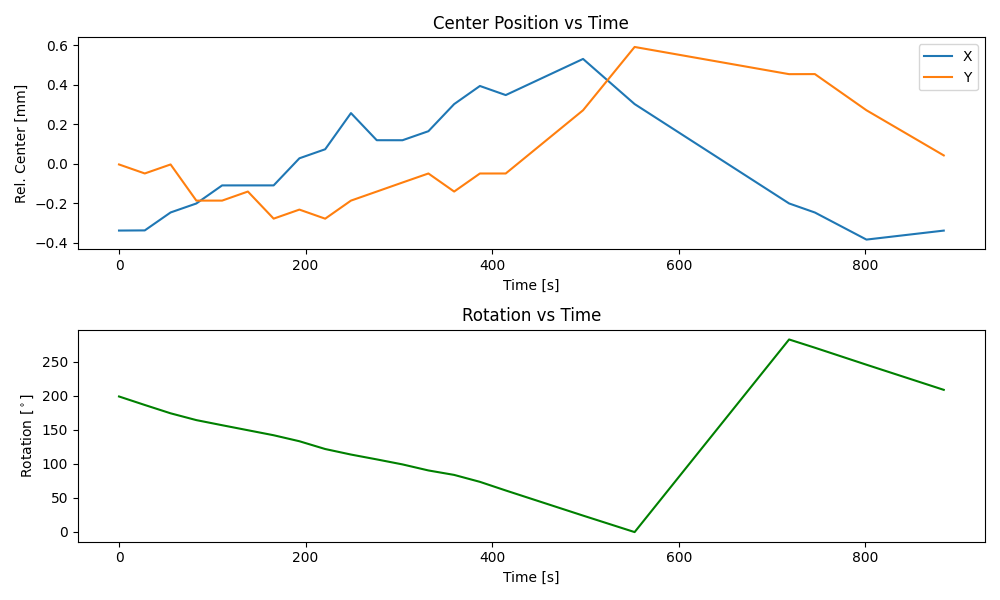 Center Position vs Time
Rel. Center [mm]
0.6
0.4
0.2
0.0
−0.2
−0.4
X
Y
0 200 400 600 800
Time [s]
Rotation vs Time
Rotation [°]
250
200
150
100
50
0
0 200 400 600 800
Time [s]